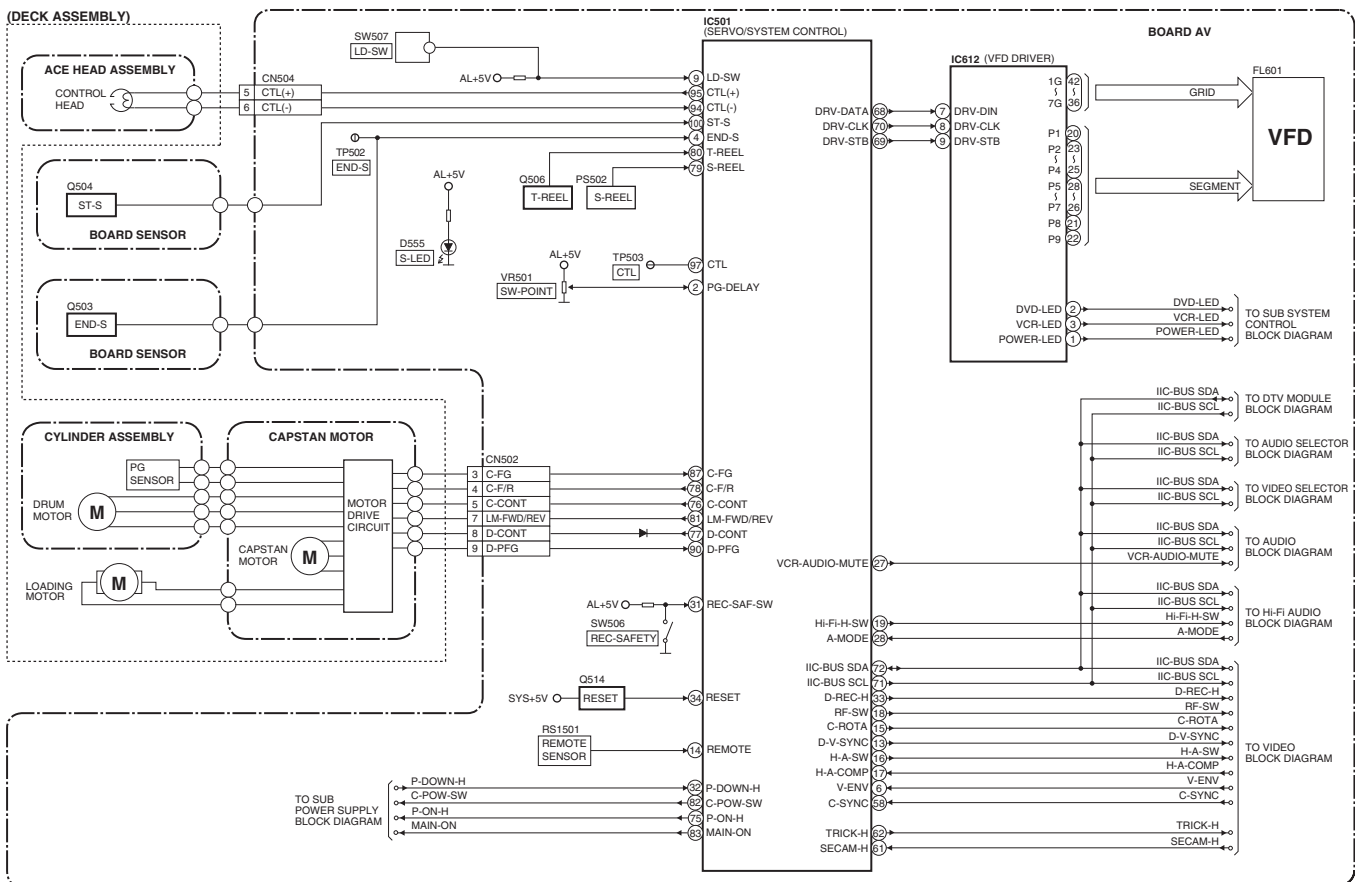 (DECK ASSEMBLY)
IC501
(SERVO/SYSTEM CONTROL)
BOARD AV
SW507
LD-SW
AL+5V
ACE HEAD ASSEMBLY
CONTROL
HEAD
CN504
5 CTL(+)
6 CTL(-)
9 LD-SW
95 CTL(+)
94 CTL(-)
100 ST-S
4 END-S
80 T-REEL
79 S-REEL
TP502
END-S
Q506
T-REEL
PS502
S-REEL
Q504
ST-S
BOARD SENSOR
AL+5V
D555
S-LED
AL+5V
VR501
SW-POINT
TP503
CTL
97 CTL
2 PG-DELAY
Q503
END-S
BOARD SENSOR
IC612 (VFD DRIVER)
DRV-DATA 68
DRV-CLK 70
DRV-STB 69
7 DRV-DIN
8 DRV-CLK
9 DRV-STB
1G 42
7G 36
P1 20
P2 23
P4 25
P5 28
P7 26
P8 21
P9 22
GRID
SEGMENT
FL601
VFD
DVD-LED 2 DVD-LED
VCR-LED 3 VCR-LED
POWER-LED 1 POWER-LED
TO SUB SYSTEM
CONTROL
BLOCK DIAGRAM
IIC-BUS SDA
IIC-BUS SCL
TO DTV MODULE
BLOCK DIAGRAM
IIC-BUS SDA
IIC-BUS SCL
TO AUDIO SELECTOR
BLOCK DIAGRAM
IIC-BUS SDA
IIC-BUS SCL
TO VIDEO SELECTOR
BLOCK DIAGRAM
IIC-BUS SDA
IIC-BUS SCL
VCR-AUDIO-MUTE 27 VCR-AUDIO-MUTE
TO AUDIO
BLOCK DIAGRAM
IIC-BUS SDA
IIC-BUS SCL
Hi-Fi-H-SW 19 Hi-Fi-H-SW
A-MODE 28 A-MODE
TO Hi-Fi AUDIO
BLOCK DIAGRAM
CYLINDER ASSEMBLY
CAPSTAN MOTOR
PG
SENSOR
DRUM
MOTOR
M
MOTOR
DRIVE
CIRCUIT
CAPSTAN
MOTOR
M
LOADING
MOTOR
M
CN502
3 C-FG
4 C-F/R
5 C-CONT
7 LM-FWD/REV
8 D-CONT
9 D-PFG
87 C-FG
78 C-F/R
76 C-CONT
81 LM-FWD/REV
77 D-CONT
90 D-PFG
AL+5V
31 REC-SAF-SW
SW506
REC-SAFETY
SYS+5V
Q514
RESET
34 RESET
RS1501
REMOTE
SENSOR
14 REMOTE
TO SUB
POWER SUPPLY
BLOCK DIAGRAM
P-DOWN-H 32 P-DOWN-H
C-POW-SW 82 C-POW-SW
P-ON-H 75 P-ON-H
MAIN-ON 83 MAIN-ON
IIC-BUS SDA 72 IIC-BUS SDA
IIC-BUS SCL 71 IIC-BUS SCL
D-REC-H 33 D-REC-H
RF-SW 18 RF-SW
C-ROTA 15 C-ROTA
D-V-SYNC 13 D-V-SYNC
H-A-SW 16 H-A-SW
H-A-COMP 17 H-A-COMP
V-ENV 6 V-ENV
C-SYNC 58 C-SYNC
TRICK-H 62 TRICK-H
SECAM-H 61 SECAM-H
TO VIDEO
BLOCK DIAGRAM